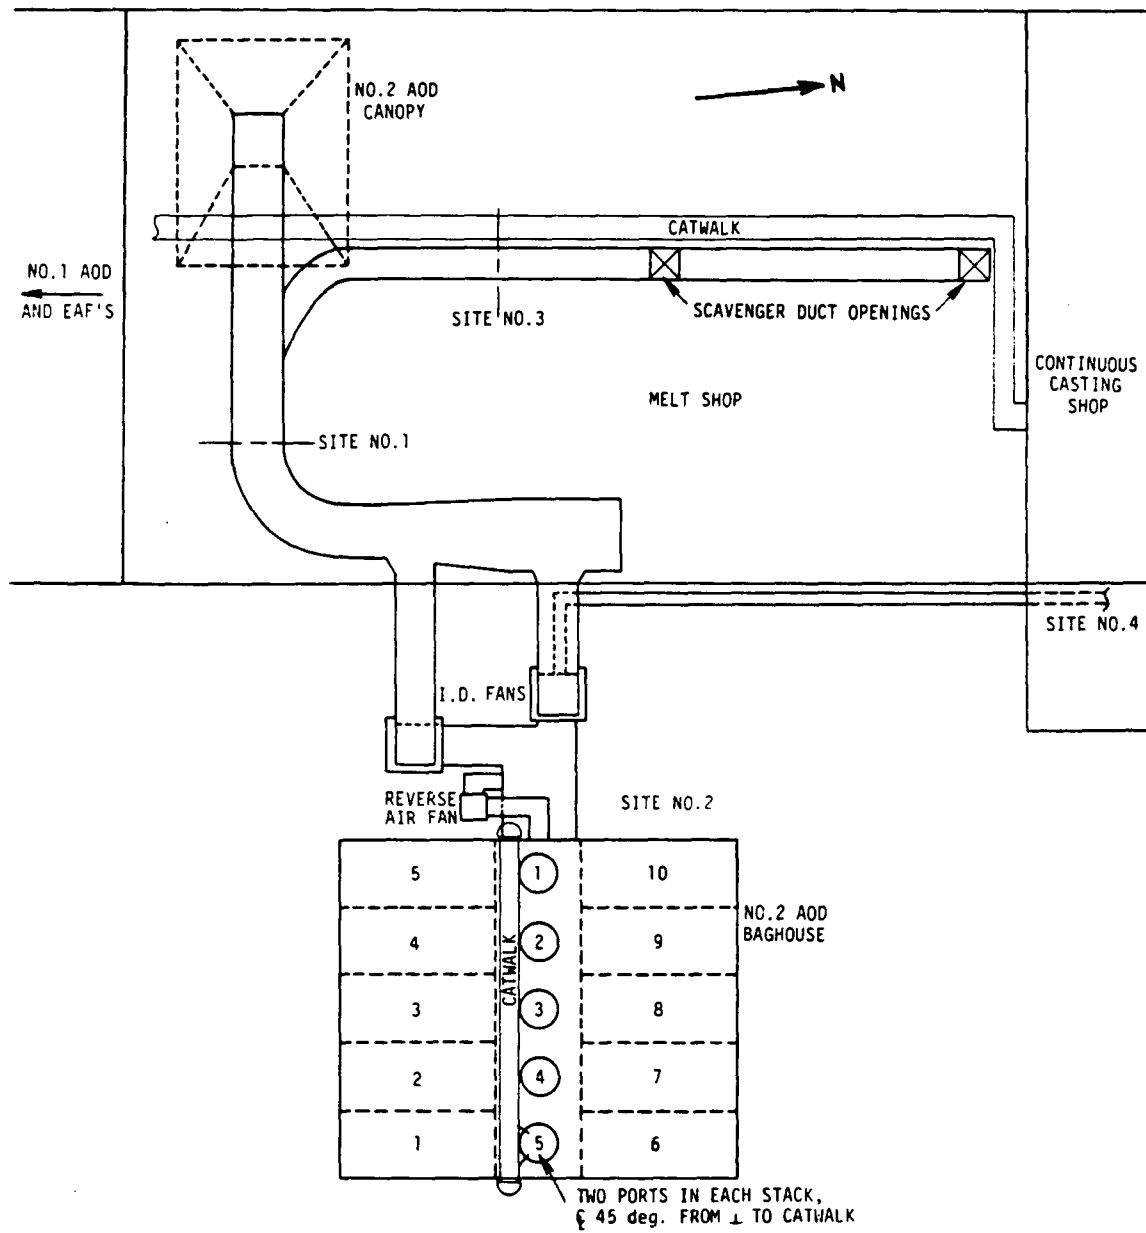 N
NO.2 AOD
CANOPY
CATWALK
NO.1 AOD
AND EAF'S
SITE NO.3
SCAVENGER DUCT OPENINGS
CONTINUOUS
CASTING
SHOP
MELT SHOP
SITE NO.1
SITE NO.4
I.D. FANS
REVERSE
AIR FAN
SITE NO.2
5 1 10
NO.2 AOD
BAGHOUSE
4 2 9
CATWALK
3 3 8
2 4 7
1 5 6
TWO PORTS IN EACH STACK,
℄ 45 deg. FROM ⊥ TO CATWALK